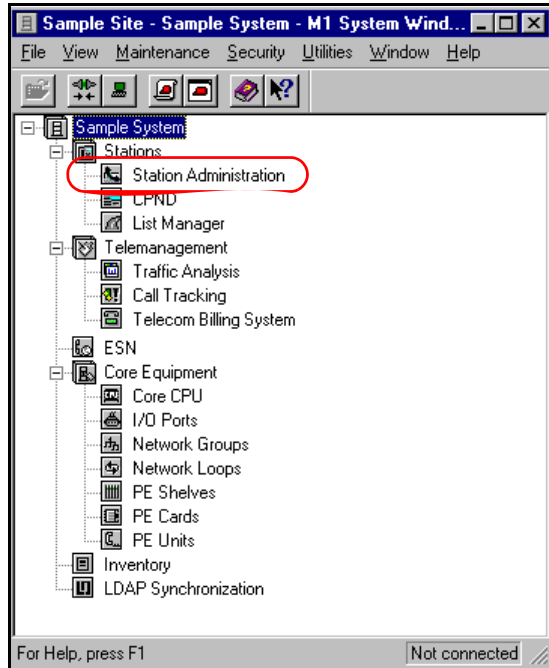 Sample Site - Sample System - M1 System Wind...
File View Maintenance Security Utilities Window Help
Sample System
Stations
Station Administration
CPND
List Manager
Telemanagement
Traffic Analysis
Call Tracking
Telecom Billing System
ESN
Core Equipment
Core CPU
I/O Ports
Network Groups
Network Loops
PE Shelves
PE Cards
PE Units
Inventory
LDAP Synchronization
For Help, press F1 Not connected